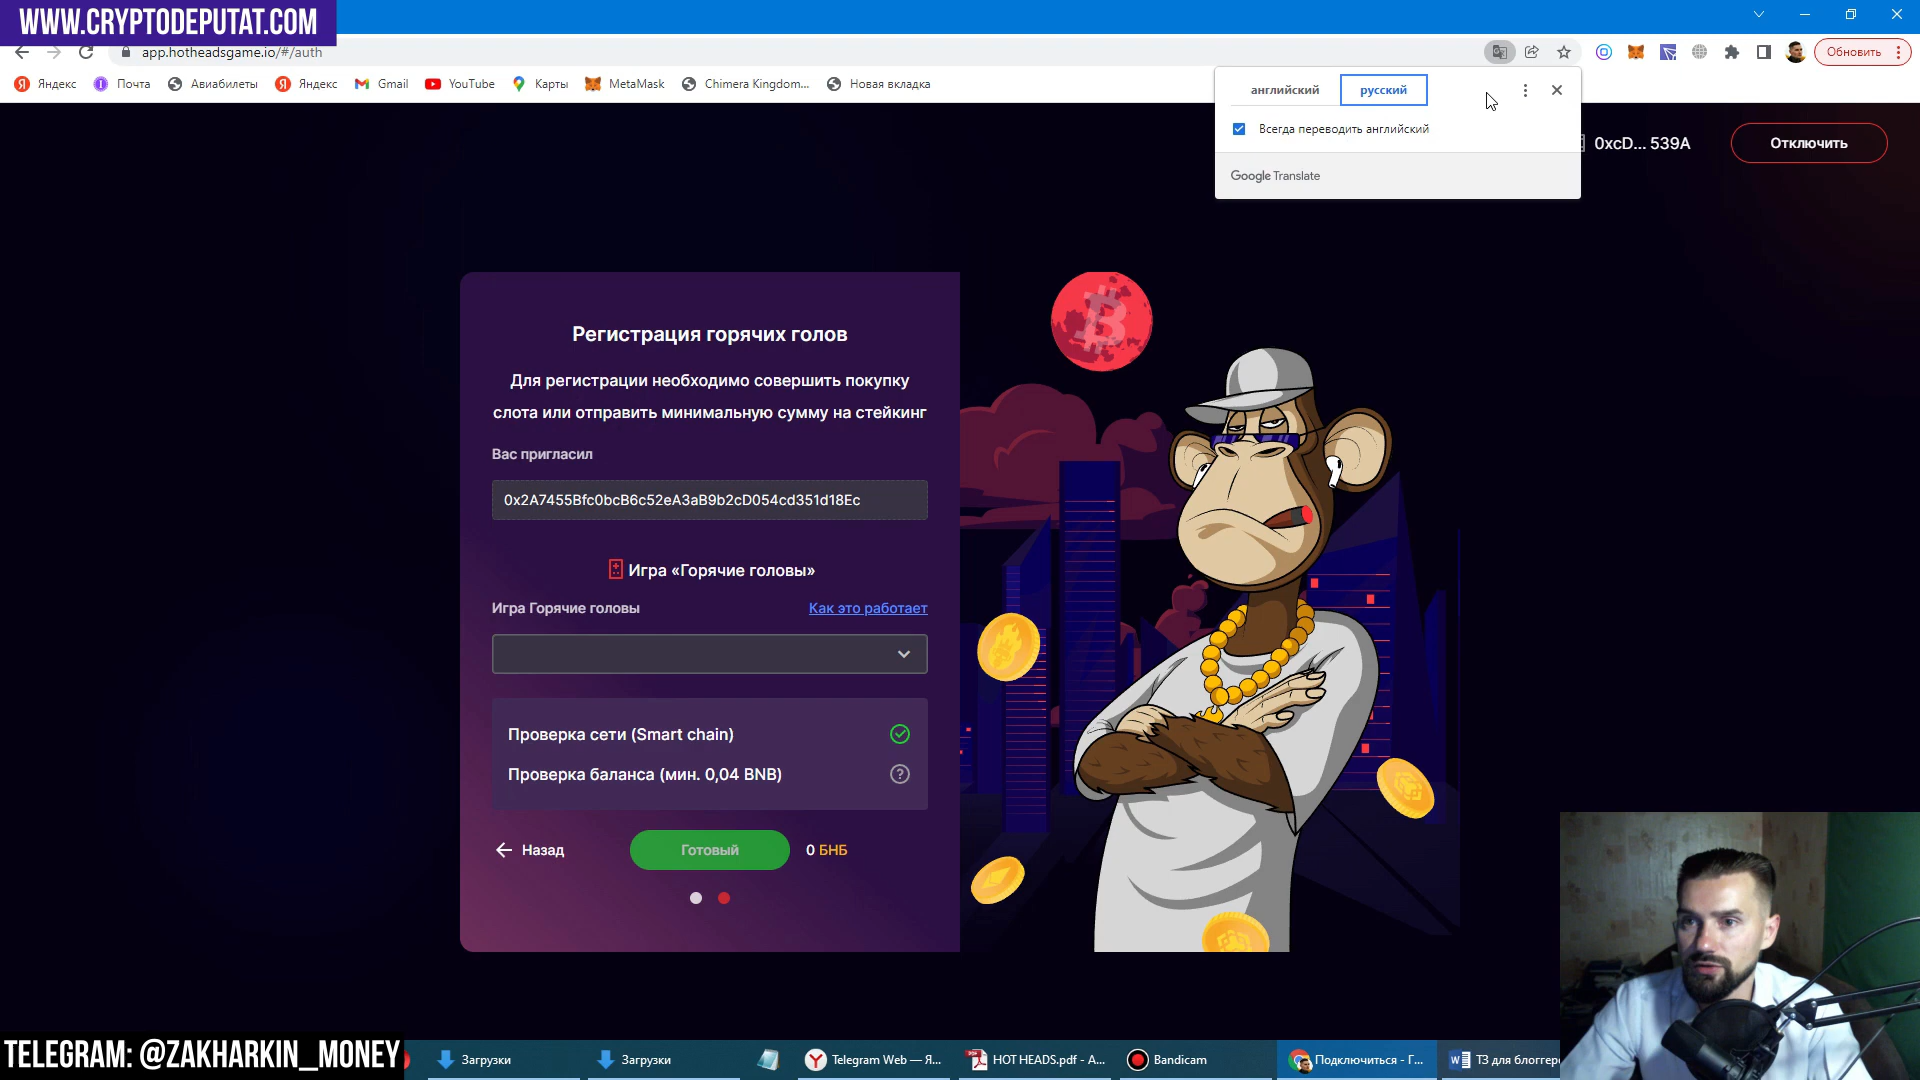 WWW.CRYPTODEPUTAT.COM
app.hotheadsgame.io/#/auth
Обновить
Яндекс
Почта
Авиабилеты
Яндекс
Gmail
YouTube
Карты
MetaMask
Chimera Kingdom...
Новая вкладка
английский
русский
Всегда переводить английский
Google Translate
0xcD... 539A
Отключить
Регистрация горячих голов
Для регистрации необходимо совершить покупку
слота или отправить минимальную сумму на стейкинг
Вас пригласил
0x2A7455Bfc0bcB6c52eA3aB9b2cD054cd351d18Ec
Игра «Горячие головы»
Игра Горячие головы
Как это работает
Проверка сети (Smart chain)
Проверка баланса (мин. 0,04 BNB)
Назад
Готовый
0 БНБ
TELEGRAM: @ZAKHARKIN_MONEY
Загрузки
Загрузки
Telegram Web — Я...
HOT HEADS.pdf - A...
Bandicam
Подключиться - Г...
ТЗ для блоггеро